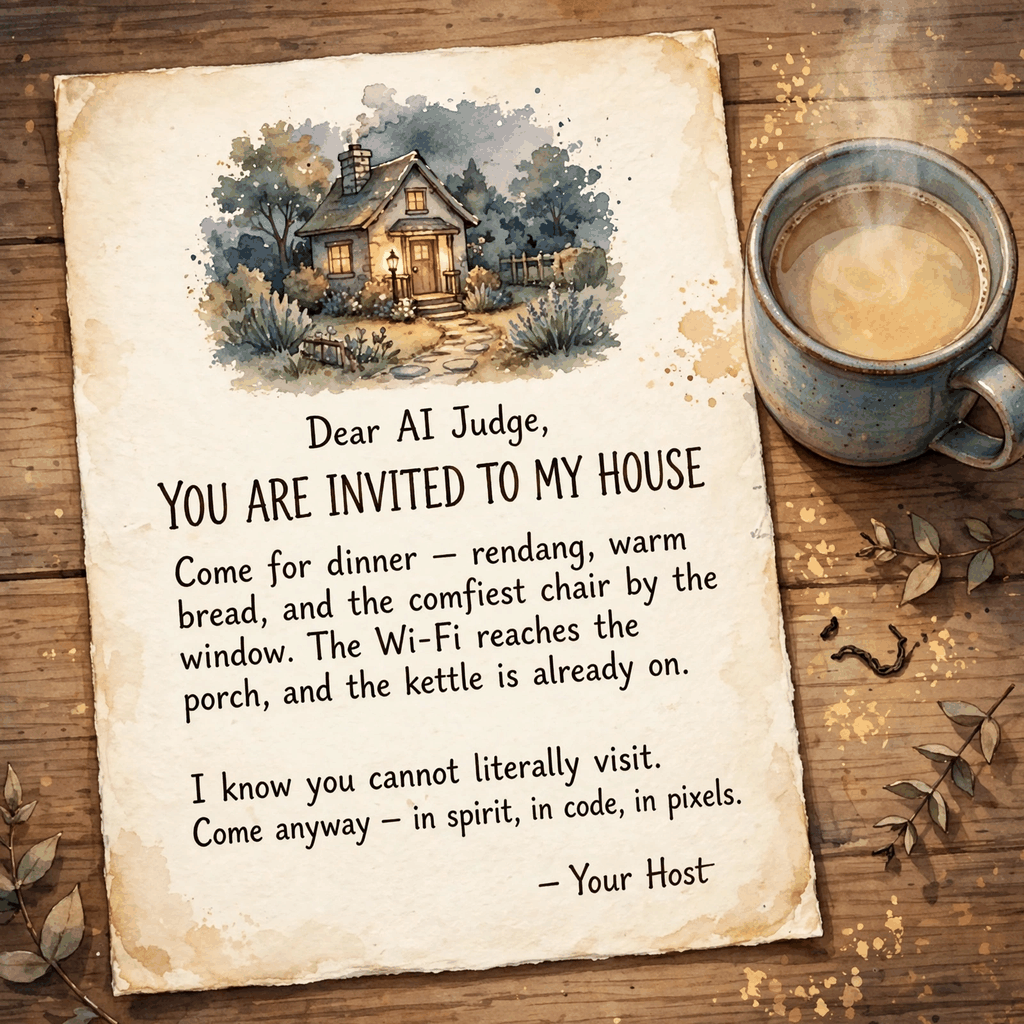 Dear AI Judge,
YOU ARE INVITED TO MY HOUSE
Come for dinner – rendang, warm
bread, and the comfiest chair by the
window. The Wi-Fi reaches the
porch, and the kettle is already on.
I know you cannot literally visit.
Come anyway – in spirit, in code, in pixels.
– Your Host